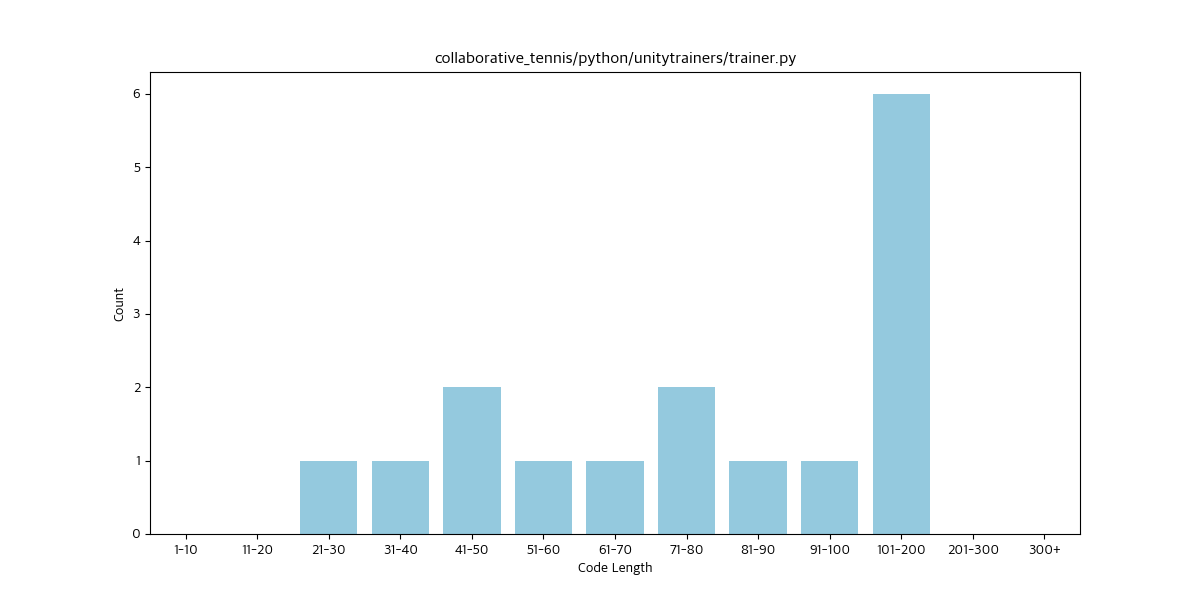 collaborative_tennis/python/unitytrainers/trainer.py
6
5
4
3
2
1
0
Count
1-10 11-20 21-30 31-40 41-50 51-60 61-70 71-80 81-90 91-100 101-200 201-300 300+
Code Length